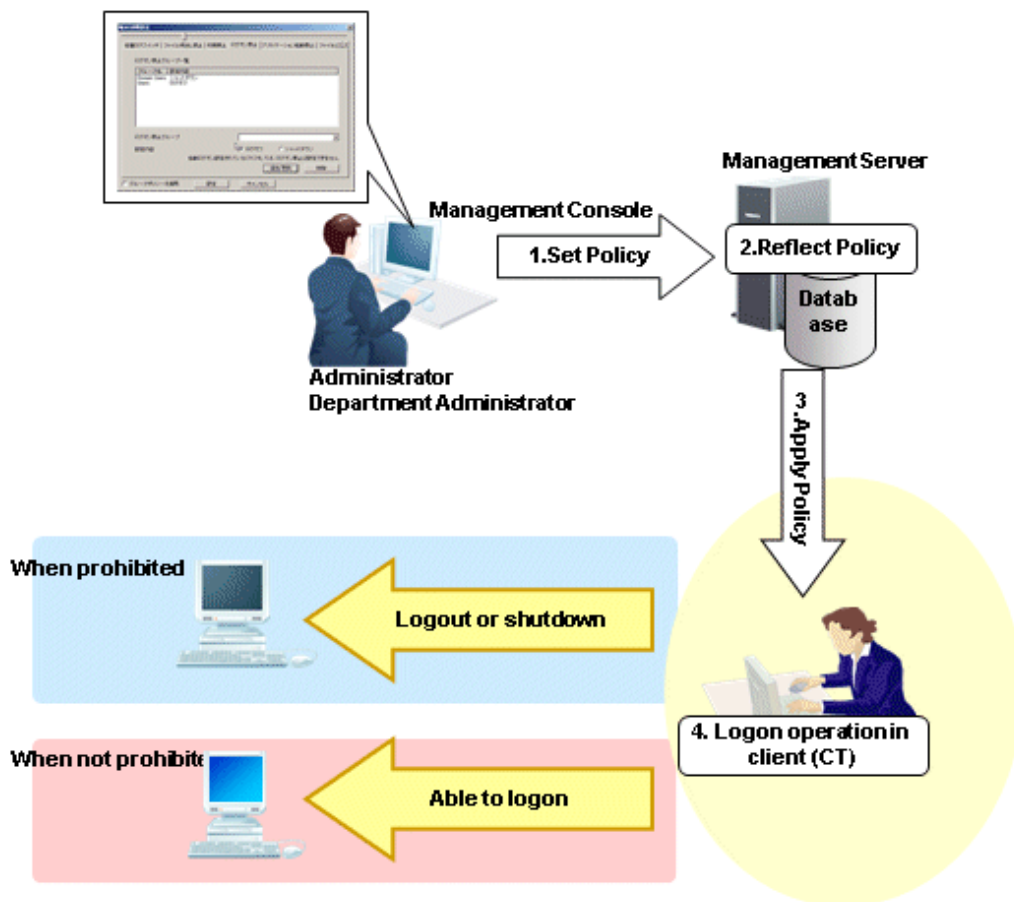 Management Server
Management Console
1.Set Policy
2.Reflect Policy
Datab
ase
Administrator
Department Administrator
3
.Apply Policy
When prohibited
Logout or shutdown
4. Logon operation in
client (CT)
When not prohibite
Able to logon